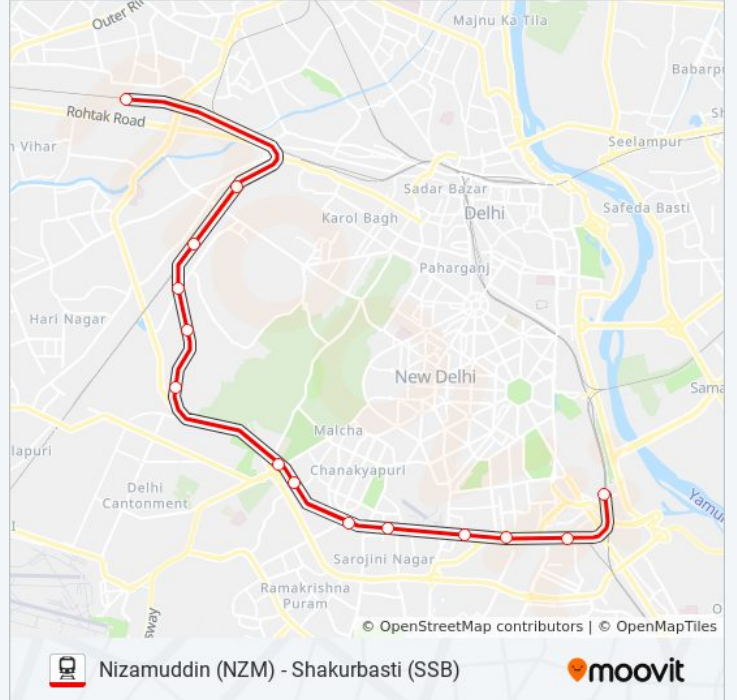 Outer Rin
Majnu Ka Tila
Babarpu
Rohtak Road
Sh
n Vihar
Seelampur
Sadar Bazar
Safeda Basti
Karol Bagh
Delhi
Paharganj
Hari Nagar
New Delhi
Sama
Malcha
lapuri
Chanakyapuri
Delhi
Cantonment
Yamu
I
Sarojini Nagar
Ramakrishna
Puram
sway
O
© OpenStreetMap contributors | © OpenMapTiles
Nizamuddin (NZM) - Shakurbasti (SSB)
moovit